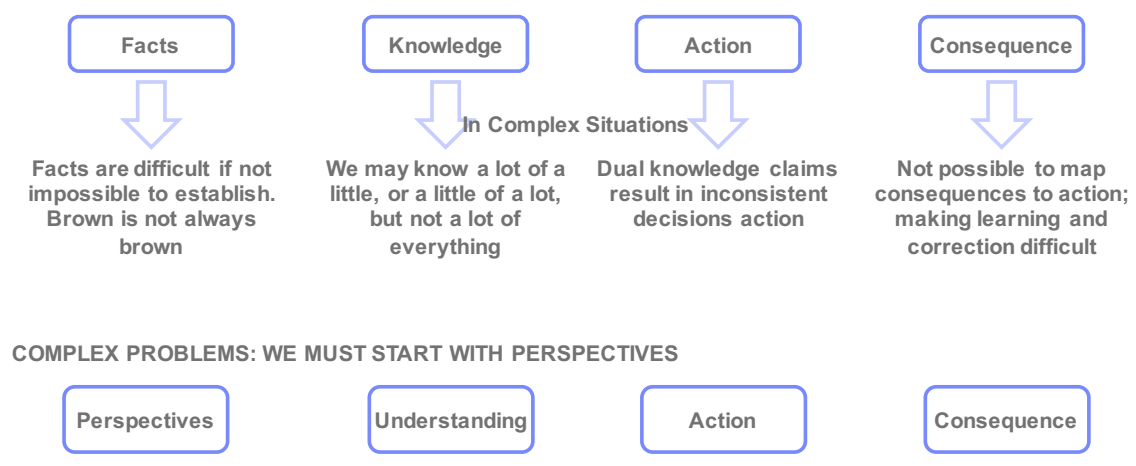 Facts
Knowledge
Action
Consequence
In Complex Situations
Facts are difficult if not
impossible to establish.
Brown is not always
brown
We may know a lot of a
little, or a little of a lot,
but not a lot of
everything
Dual knowledge claims
result in inconsistent
decisions action
Not possible to map
consequences to action;
making learning and
correction difficult
COMPLEX PROBLEMS: WE MUST START WITH PERSPECTIVES
Perspectives
Understanding
Action
Consequence